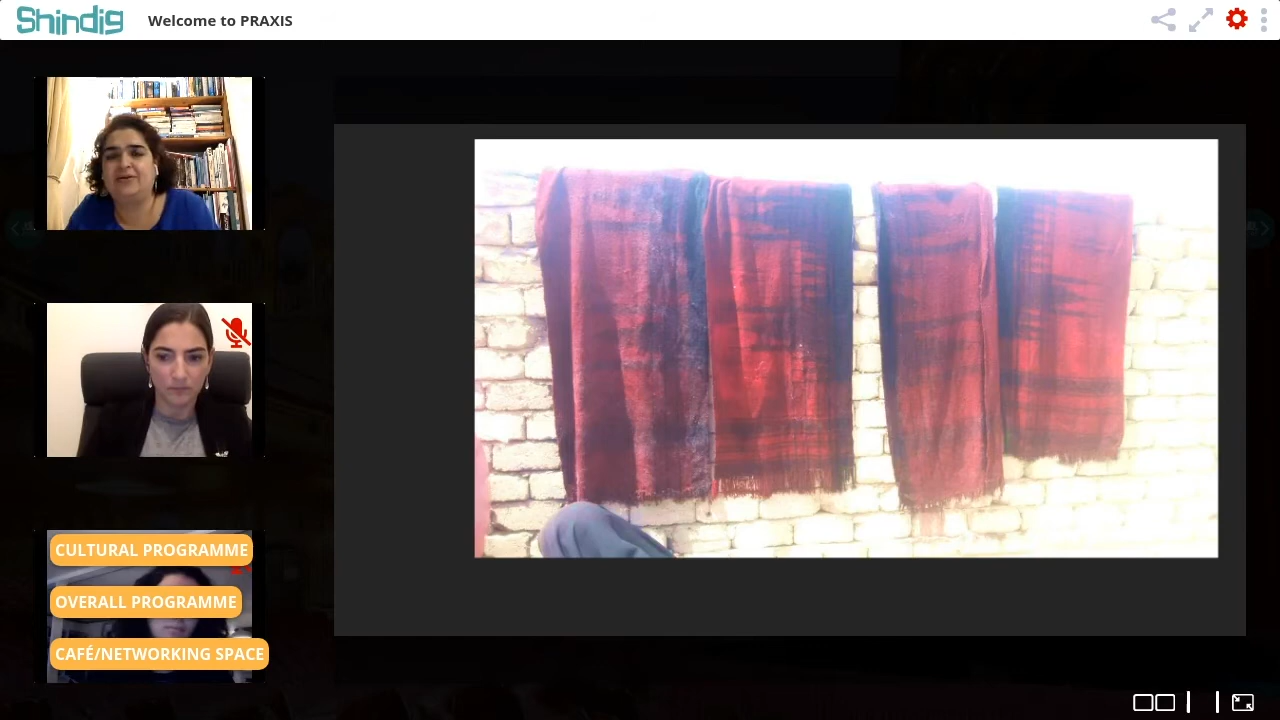 Shindig
Welcome to PRAXIS
CULTURAL PROGRAMME
OVERALL PROGRAMME
CAFÉ/NETWORKING SPACE